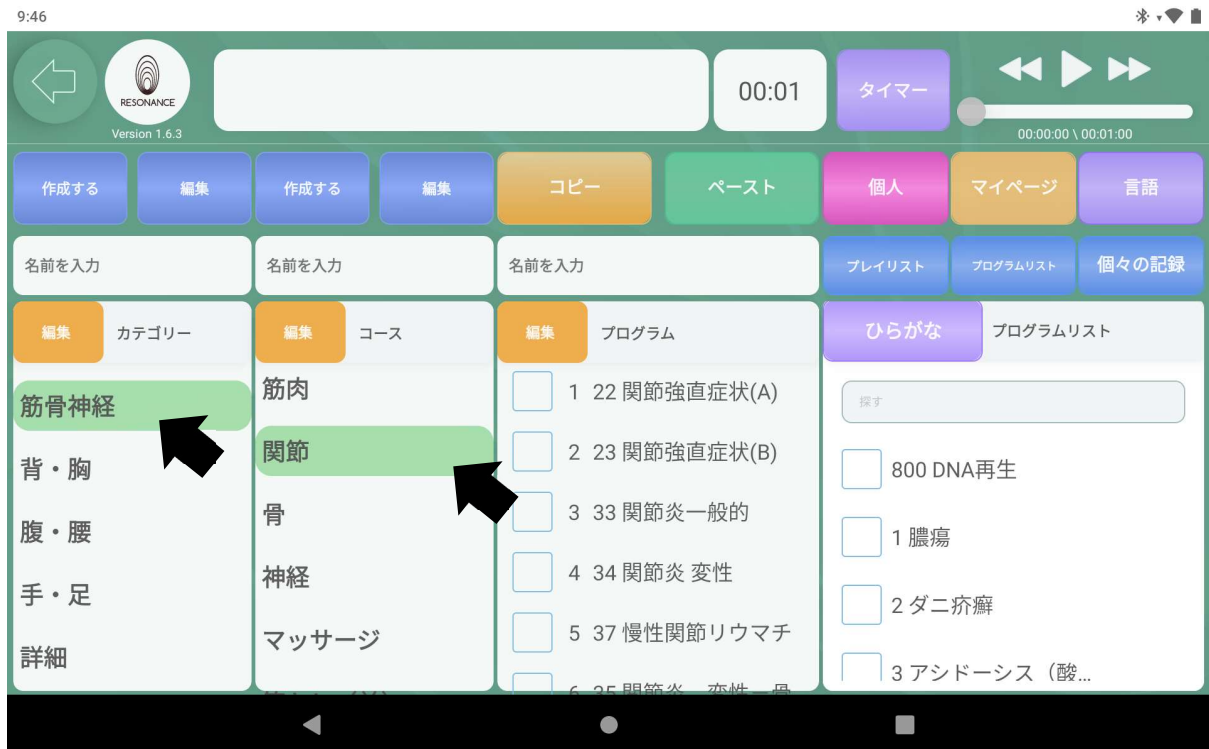 9:46
RESONANCE
Version 1.6.3
00:01
タイマー
00:00:00 \ 00:01:00
作成する 編集 作成する 編集 コピー ペースト 個人 マイページ 言語
名前を入力 名前を入力 名前を入力 プレイリスト プログラムリスト 個々の記録
編集 カテゴリー 編集 コース 編集 プログラム ひらがな プログラムリスト
筋骨神経
背・胸
腹・腰
手・足
詳細
筋肉
関節
骨
神経
マッサージ
1 22 関節強直症状(A)
2 23 関節強直症状(B)
3 33 関節炎一般的
4 34 関節炎 変性
5 37 慢性関節リウマチ
探す
800 DNA再生
1 膿瘍
2 ダニ疥癬
3 アシドーシス（酸...